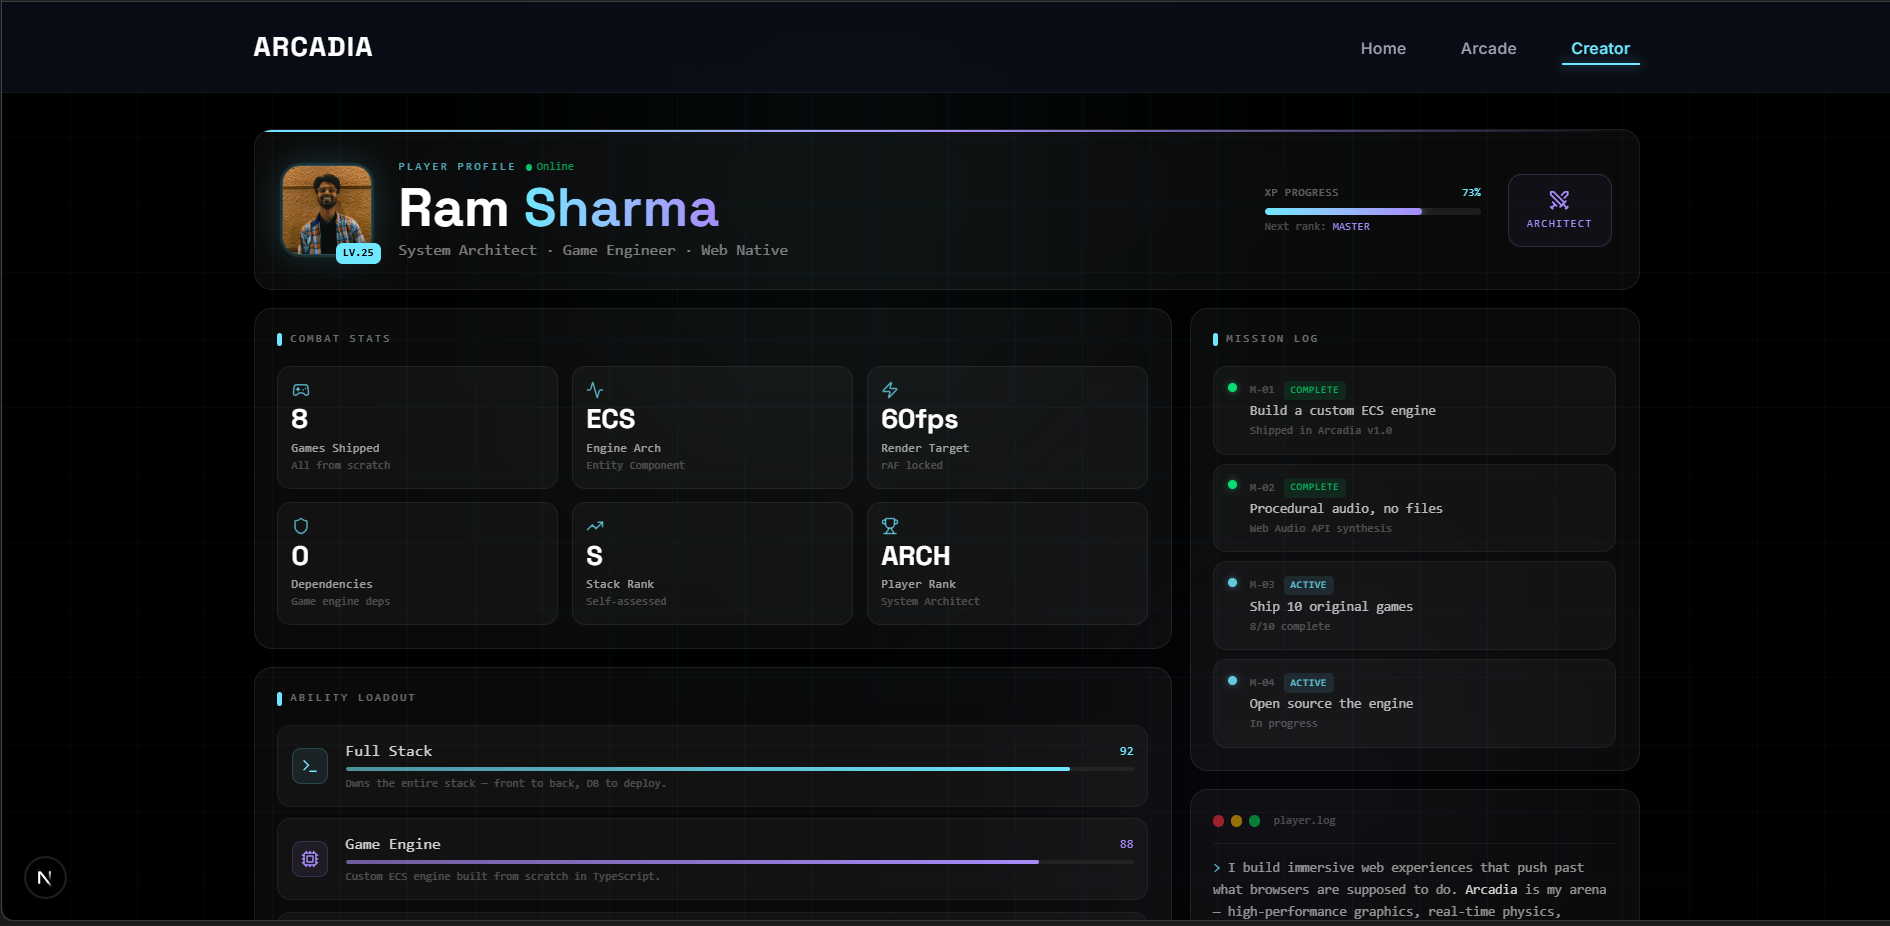 ARCADIA
Home
Arcade
Creator
PLAYER PROFILE
Online
Ram Sharma
System Architect · Game Engineer · Web Native
LV.25
XP PROGRESS
73%
Next rank: MASTER
ARCHITECT
COMBAT STATS
8
Games Shipped
All from scratch
ECS
Engine Arch
Entity Component
60fps
Render Target
rAF locked
0
Dependencies
Game engine deps
S
Stack Rank
Self-assessed
ARCH
Player Rank
System Architect
ABILITY LOADOUT
Full Stack
92
Owns the entire stack — front to back, DB to deploy.
Game Engine
88
Custom ECS engine built from scratch in TypeScript.
MISSION LOG
M-01 COMPLETE
Build a custom ECS engine
Shipped in Arcadia v1.0
M-02 COMPLETE
Procedural audio, no files
Web Audio API synthesis
M-03 ACTIVE
Ship 10 original games
8/10 complete
M-04 ACTIVE
Open source the engine
In progress
player.log
> I build immersive web experiences that push past
what browsers are supposed to do. Arcadia is my arena
— high-performance graphics, real-time physics,
N